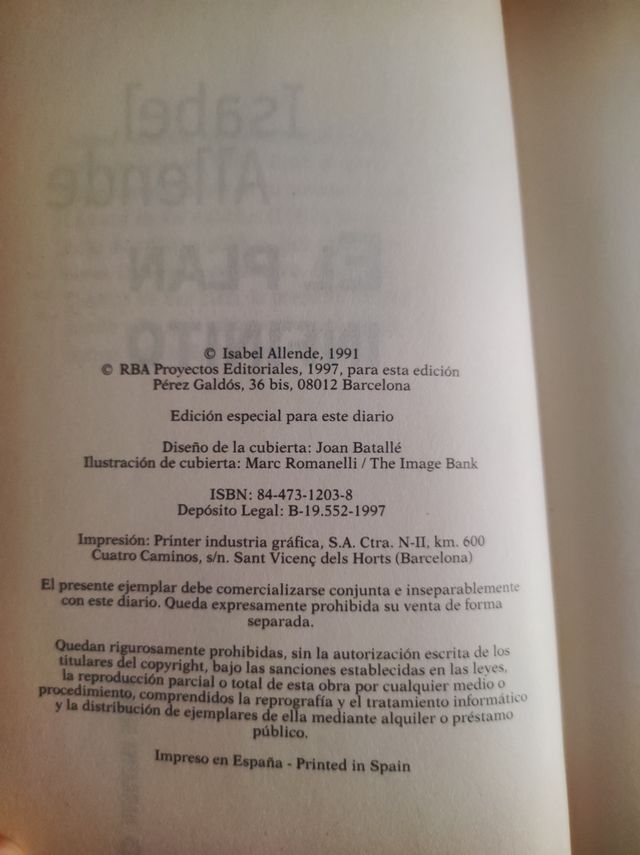 Isabel
Allende
EL PLAN
INFINITO
© Isabel Allende, 1991
© RBA Proyectos Editoriales, 1997, para esta edición
Pérez Galdós, 36 bis, 08012 Barcelona
Edición especial para este diario
Diseño de la cubierta: Joan Batallé
Ilustración de cubierta: Marc Romanelli / The Image Bank
ISBN: 84-473-1203-8
Depósito Legal: B-19.552-1997
Impresión: Printer industria gráfica, S.A. Ctra. N-II, km. 600
Cuatro Caminos, s/n. Sant Vicenç dels Horts (Barcelona)
El presente ejemplar debe comercializarse conjunta e inseparablemente
con este diario. Queda expresamente prohibida su venta de forma
separada.
Quedan rigurosamente prohibidas, sin la autorización escrita de los
titulares del copyright, bajo las sanciones establecidas en las leyes,
la reproducción parcial o total de esta obra por cualquier medio o
procedimiento, comprendidos la reprografía y el tratamiento informático
y la distribución de ejemplares de ella mediante alquiler o préstamo
público.
Impreso en España - Printed in Spain